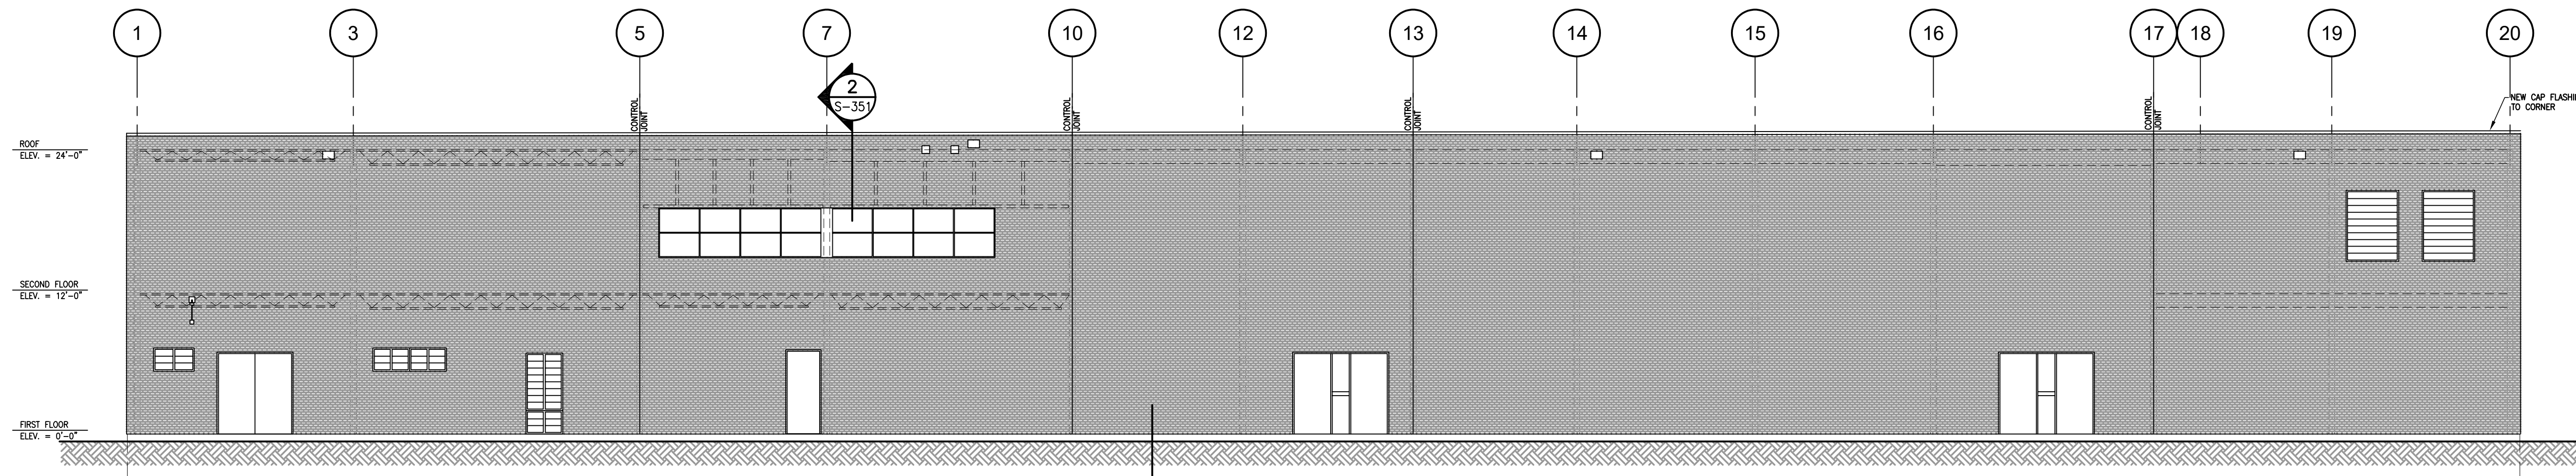 1
3
5
7
10
12
13
14
15
16
17
18
19
20
2
S-351
CONTROL
JOINT
CONTROL
JOINT
CONTROL
JOINT
CONTROL
JOINT
NEW CAP FLASHI
TO CORNER
ROOF
ELEV. = 24'-0"
SECOND FLOOR
ELEV. = 12'-0"
FIRST FLOOR
ELEV. = 0'-0"